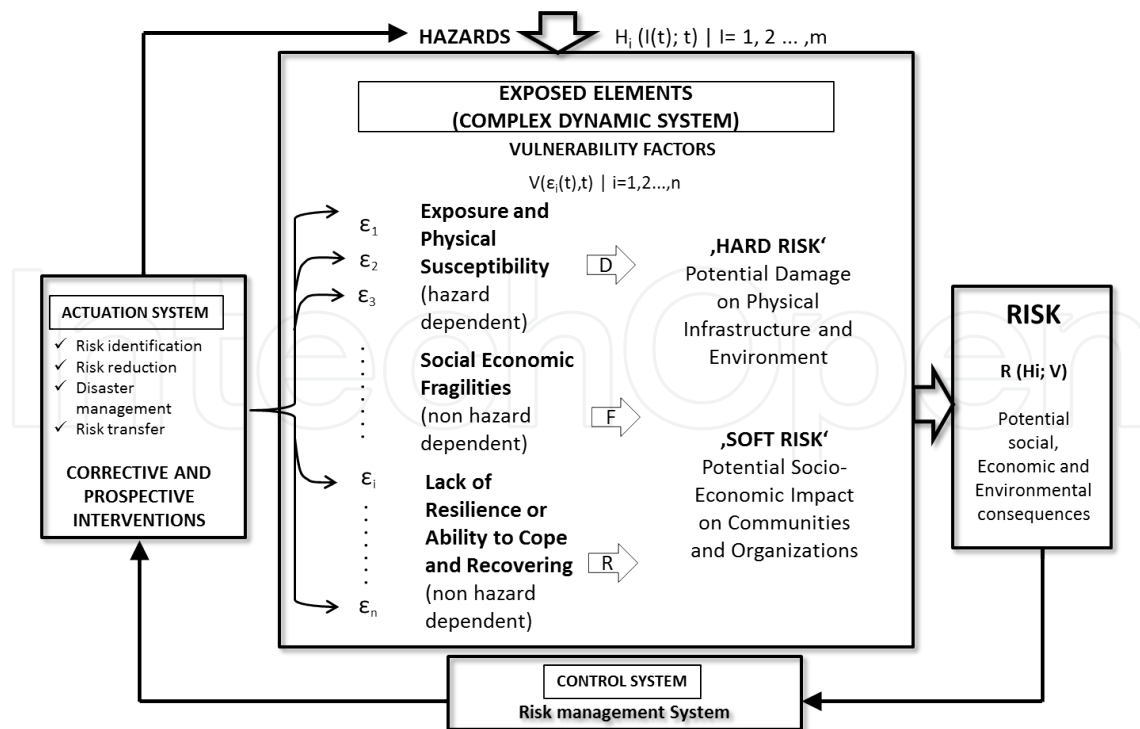 HAZARDS
Hᵢ (I(t); t) | I= 1, 2 ... ,m
EXPOSED ELEMENTS
(COMPLEX DYNAMIC SYSTEM)
VULNERABILITY FACTORS
V(εᵢ(t),t) | i=1,2...,n
ε₁
ε₂
ε₃
εᵢ
εₙ
Exposure and
Physical
Susceptibility
(hazard
dependent)
D
Social Economic
Fragilities
(non hazard
dependent)
F
Lack of
Resilience or
Ability to Cope
and Recovering
(non hazard
dependent)
R
‚HARD RISK‘
Potential Damage
on Physical
Infrastructure and
Environment
‚SOFT RISK‘
Potential Socio-
Economic Impact
on Communities
and Organizations
RISK
R (Hi; V)
Potential
social,
Economic and
Environmental
consequences
ACTUATION SYSTEM
✓ Risk identification
✓ Risk reduction
✓ Disaster
management
✓ Risk transfer
CORRECTIVE AND
PROSPECTIVE
INTERVENTIONS
CONTROL SYSTEM
Risk management System
IntechOpen